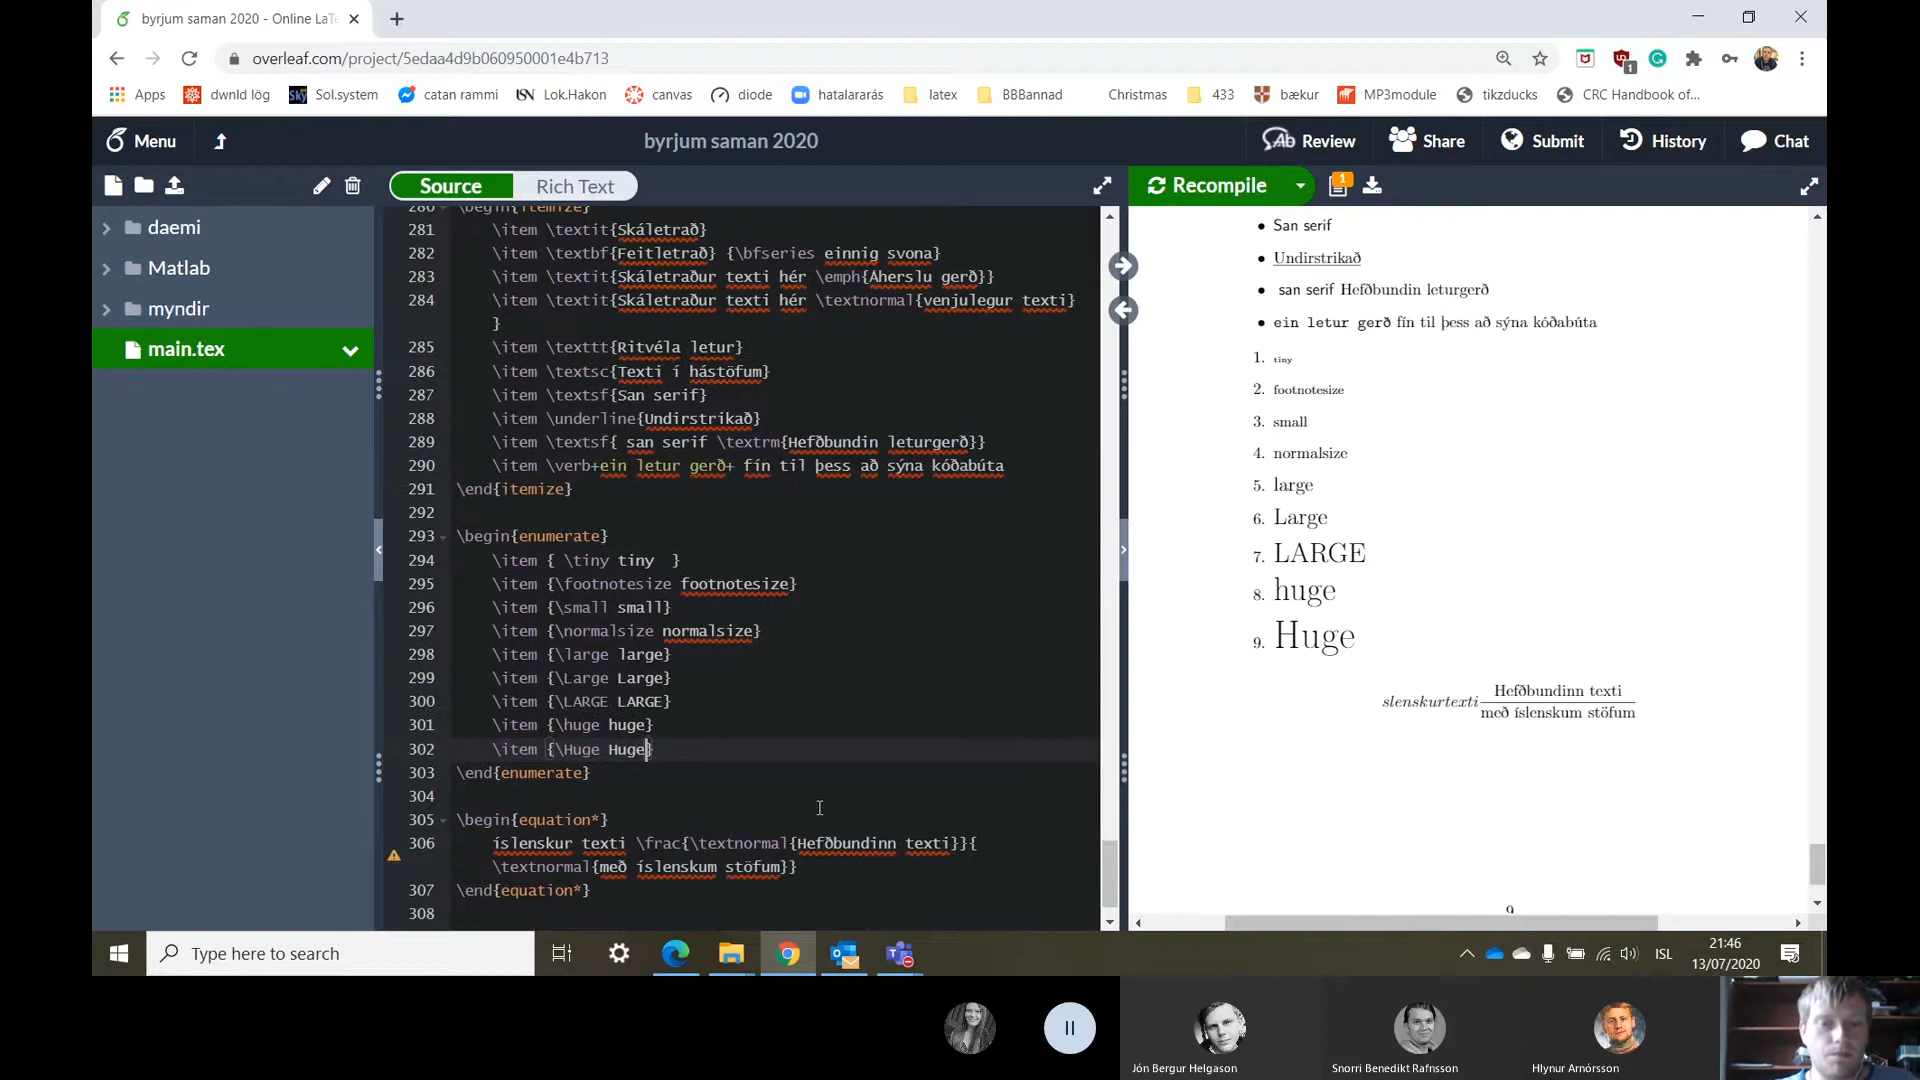 byrjum saman 2020 - Online LaTe
overleaf.com/project/5edaa4d9b060950001e4b713
1
Apps
dwnld lög
Sky
Sol.system
catan rammi
Lok.Hakon
canvas
diode
hatalararás
latex
BBBannad
Christmas
433
bækur
MP3module
tikzducks
CRC Handbook of...
Menu
byrjum saman 2020
Review
Share
Submit
History
Chat
Source
Rich Text
Recompile
1
daemi
Matlab
myndir
main.tex
280 \begin{itemize}
281 \item \textit{Skáletrað}
282 \item \textbf{Feitletrað} {\bfseries einnig svona}
283 \item \textit{Skáletraður texti hér \emph{Áherslu gerð}}
284 \item \textit{Skáletraður texti hér \textnormal{venjulegur texti}
}
285 \item \texttt{Ritvéla letur}
286 \item \textsc{Texti í hástöfum}
287 \item \textsf{San serif}
288 \item \underline{Undirstrikað}
289 \item \textsf{ san serif \textrm{Hefðbundin leturgerð}}
290 \item \verb+ein letur gerð+ fín til þess að sýna kóðabúta
291 \end{itemize}
292
293 \begin{enumerate}
294 \item { \tiny tiny }
295 \item {\footnotesize footnotesize}
296 \item {\small small}
297 \item {\normalsize normalsize}
298 \item {\large large}
299 \item {\Large Large}
300 \item {\LARGE LARGE}
301 \item {\huge huge}
302 \item {\Huge Huge}
303 \end{enumerate}
304
305 \begin{equation*}
306 íslenskur texti \frac{\textnormal{Hefðbundinn texti}}{
\textnormal{með íslenskum stöfum}}
307 \end{equation*}
308
• San serif
• Undirstrikað
• san serif Hefðbundin leturgerð
• ein letur gerð fín til þess að sýna kóðabúta
1. tiny
2. footnotesize
3. small
4. normalsize
5. large
6. Large
7. LARGE
8. huge
9. Huge
slenskurtexti Hefðbundinn texti
með íslenskum stöfum
9
Type here to search
ISL
21:46
13/07/2020
Jón Bergur Helgason
Snorri Benedikt Rafnsson
Hlynur Arnórsson